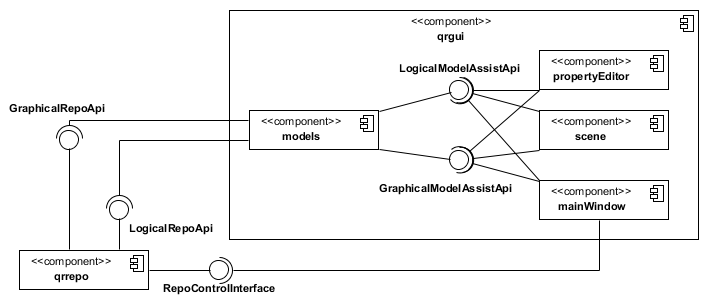 <<component>>
qrgui
LogicalModelAssistApi
<<component>>
propertyEditor
GraphicalRepoApi
<<component>>
models
<<component>>
scene
GraphicalModelAssistApi
<<component>>
mainWindow
LogicalRepoApi
<<component>>
qrrepo
RepoControlInterface